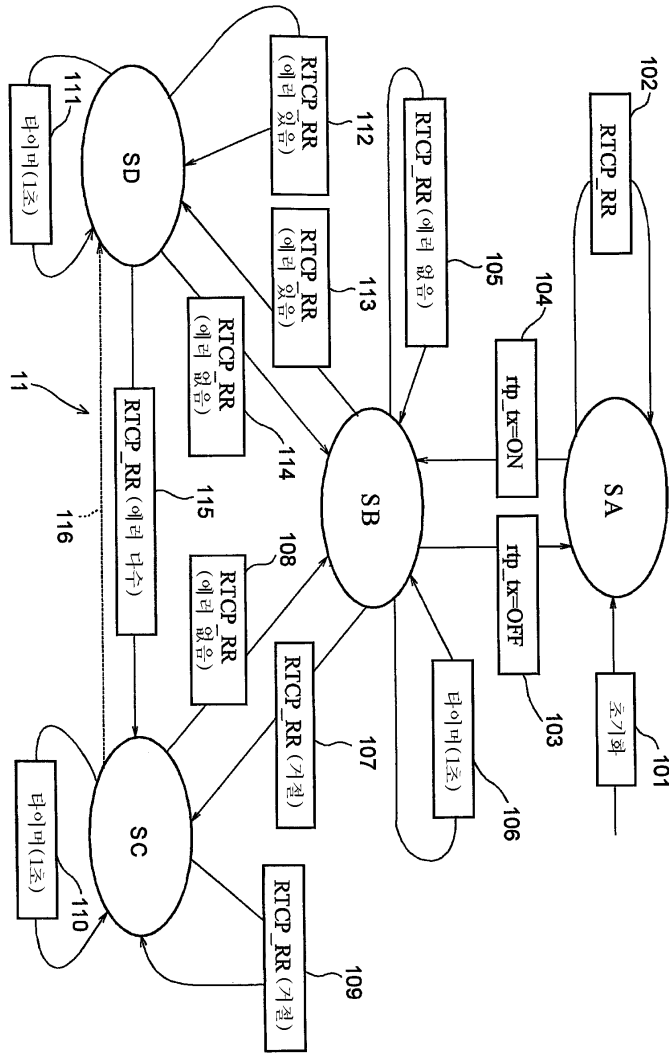 102
RTCP_RR
SA
초기화
101
104
rtp_tx=ON
rtp_tx=OFF
103
105
RTCP_RR (에러 없음)
SB
타이머(1초)
106
112
RTCP_RR
(에러 있음)
113
RTCP_RR
(에러 있음)
RTCP_RR
(에러 없음)
114
108
RTCP_RR
(에러 없음)
RTCP_RR (거절)
107
RTCP_RR (거절)
109
SD
115
RTCP_RR (에러 다수)
SC
111
타이머(1초)
11
116
타이머(1초)
110